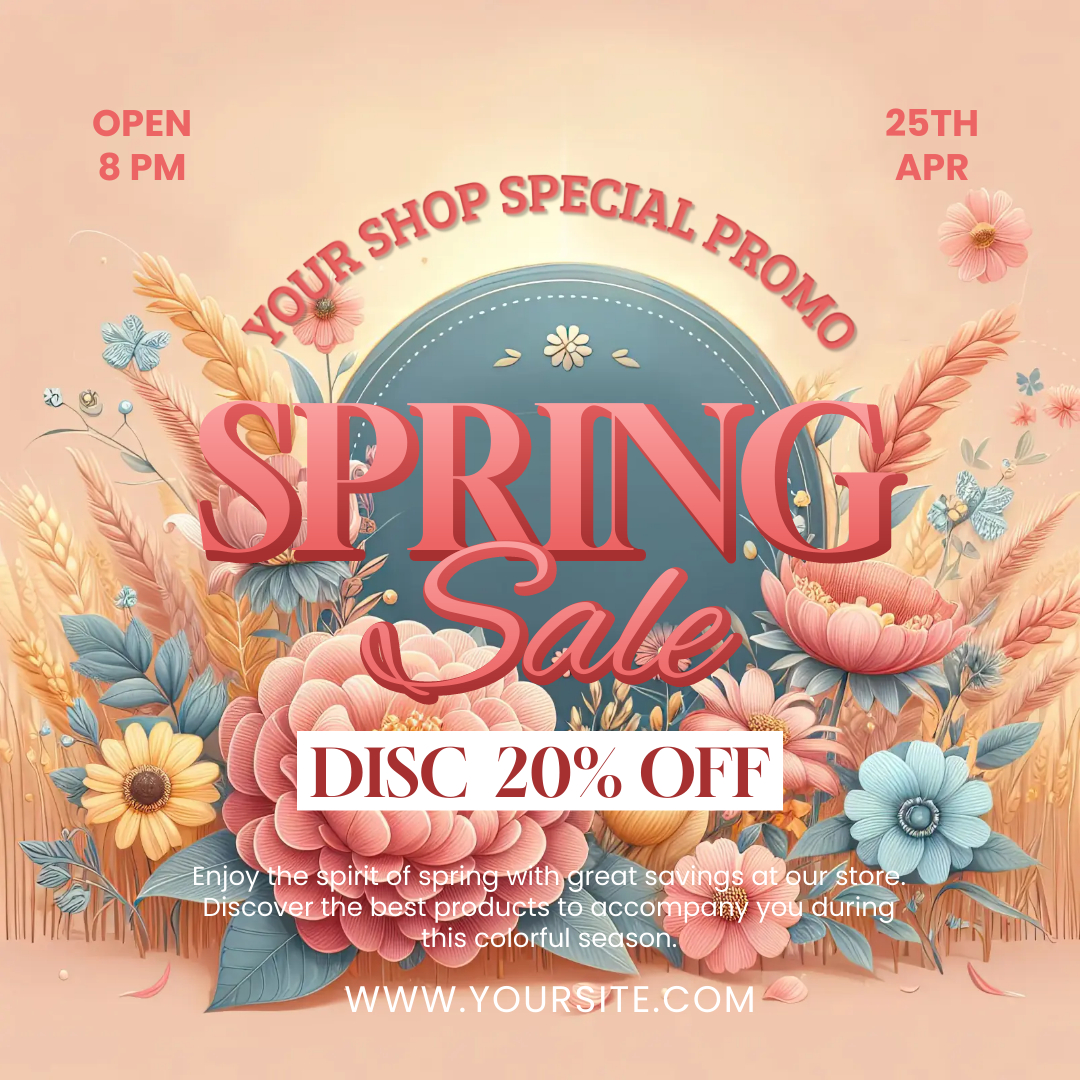 OPEN
8 PM
25TH
APR
YOUR SHOP SPECIAL PROMO
SPRING
Sale
DISC 20% OFF
Enjoy the spirit of spring with great savings at our store.
Discover the best products to accompany you during
this colorful season.
WWW.YOURSITE.COM